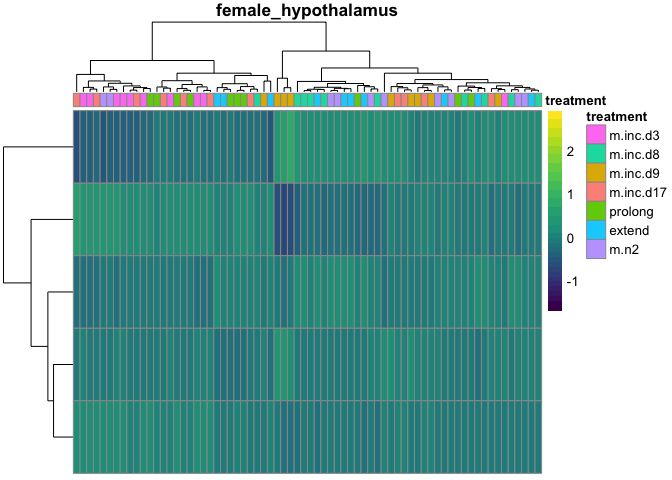 female_hypothalamus
treatment
treatment
m.inc.d3
m.inc.d8
m.inc.d9
m.inc.d17
prolong
extend
m.n2
2
1
0
-1